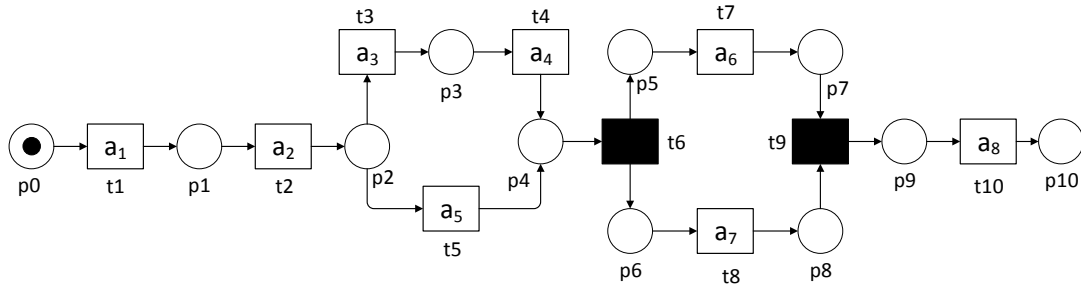 t3 t4 t7
a₃ a₄ a₆
p3 p5 p7
a₁ a₂ t6 t9 a₈
p0 t1 p1 t2 p2 p4 p9 t10 p10
a₅ a₇
t5 p6 t8 p8